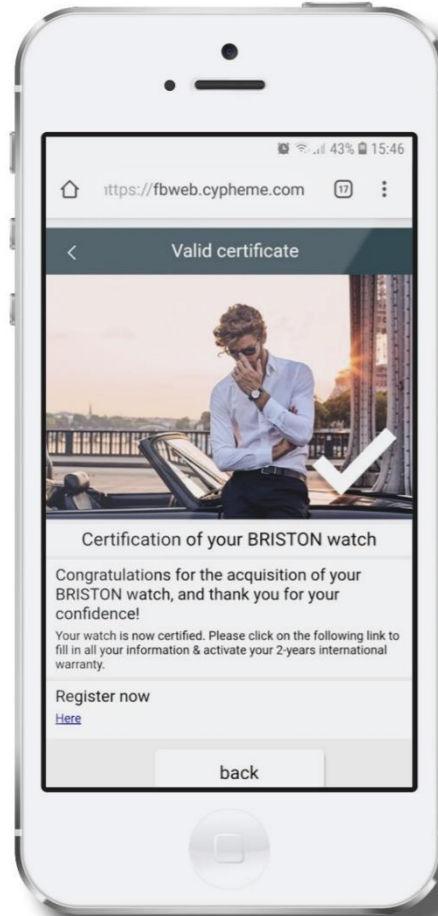 43% 15:46
ttps://fbweb.cypheme.com 17
Valid certificate
Certification of your BRISTON watch
Congratulations for the acquisition of your
BRISTON watch, and thank you for your
confidence!
Your watch is now certified. Please click on the following link to
fill in all your information & activate your 2-years international
warranty.
Register now
Here
back